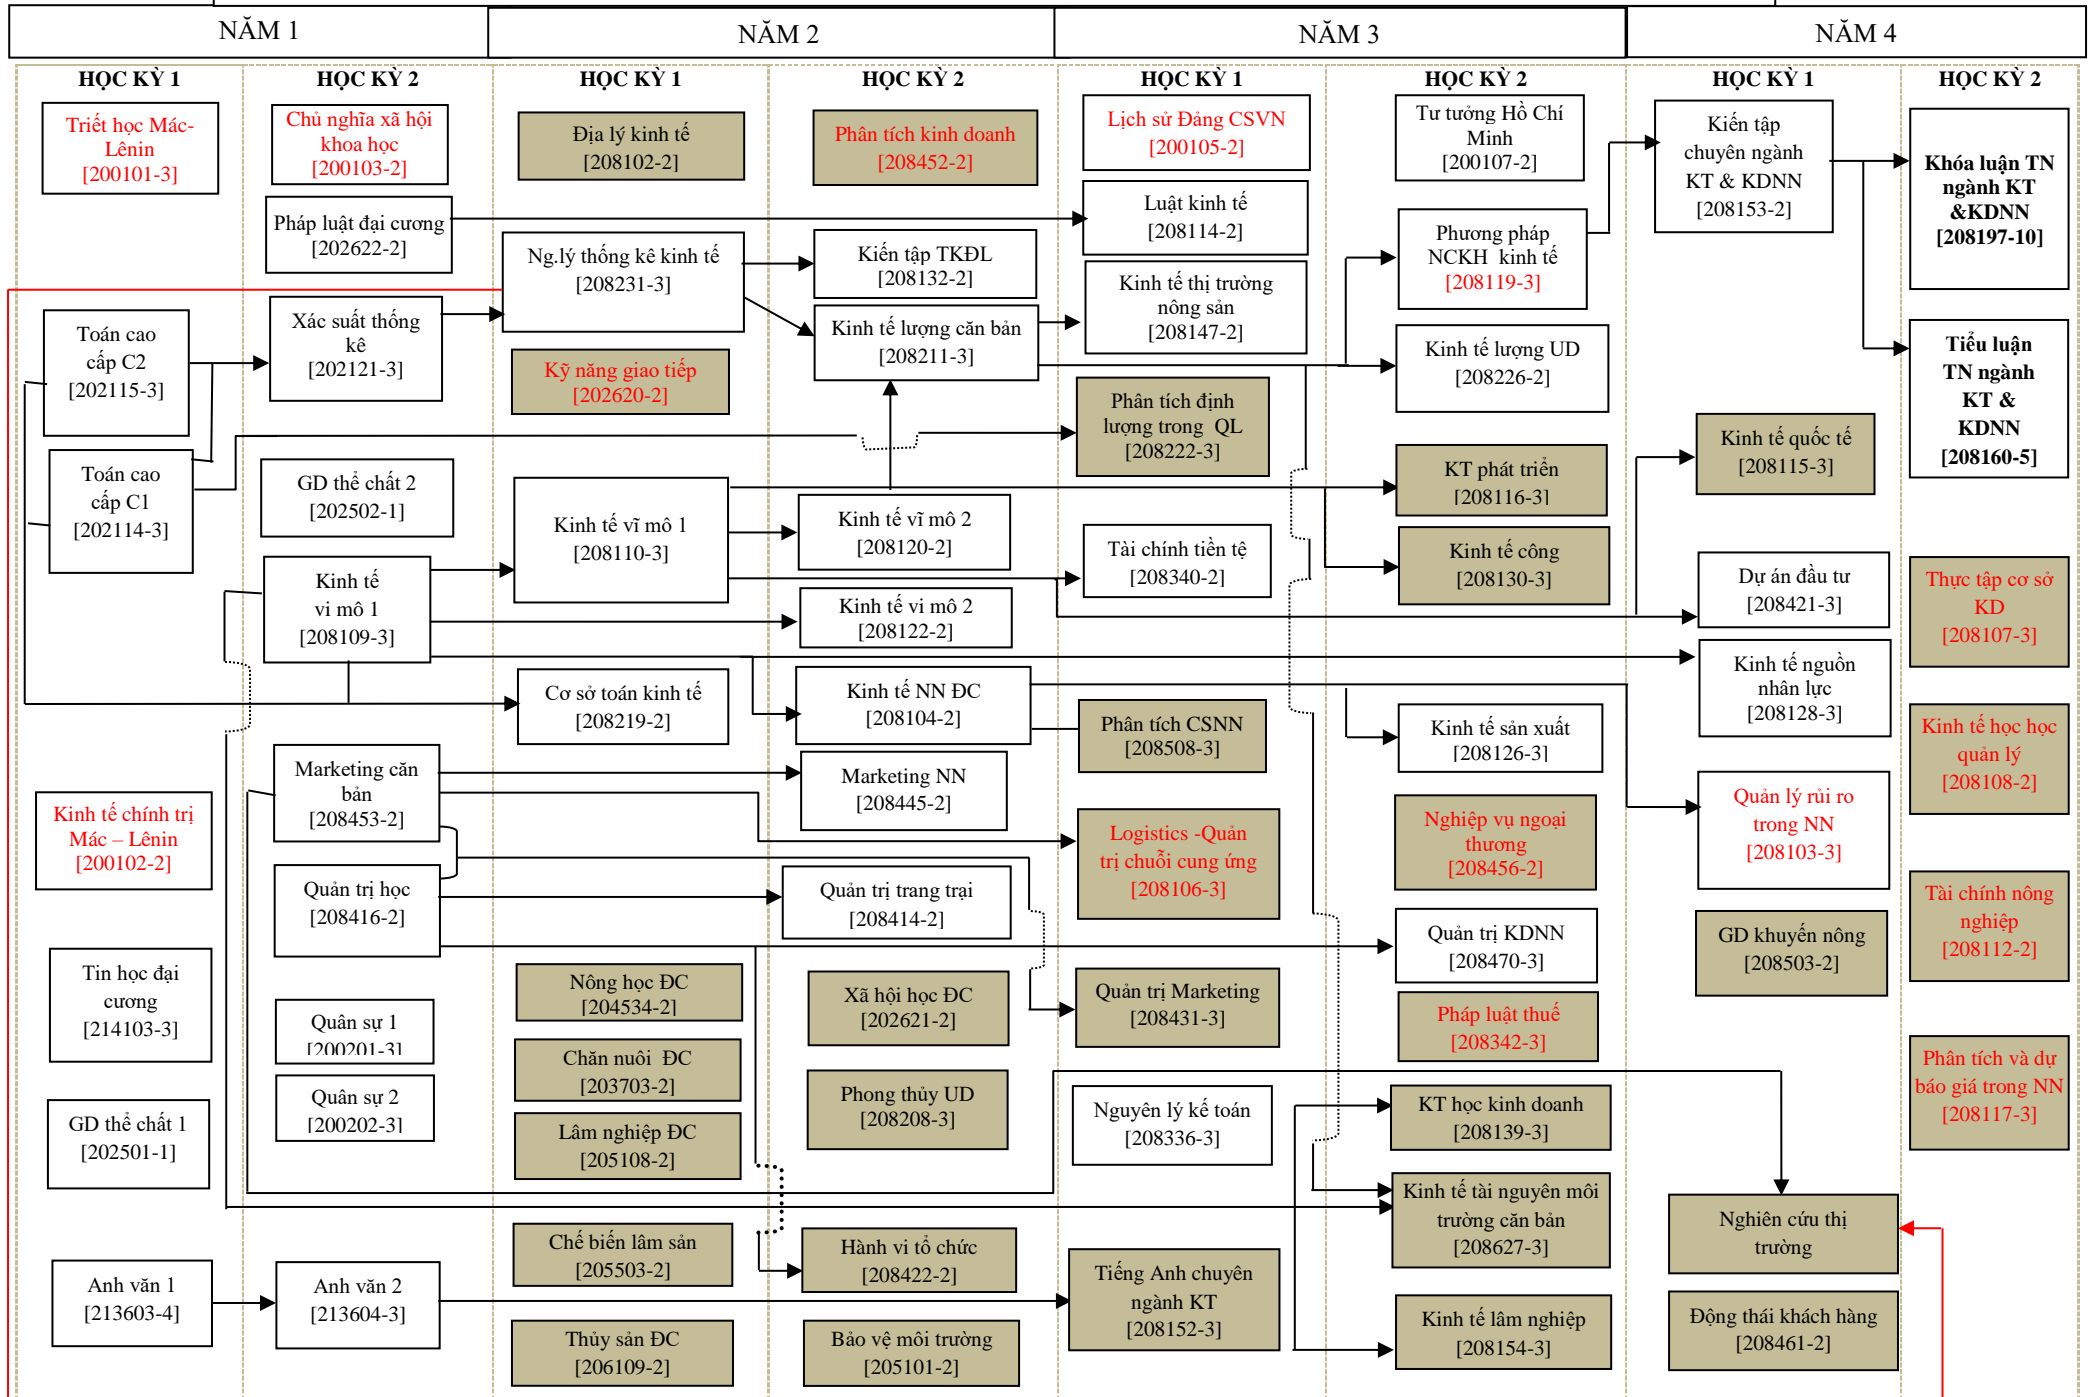 NĂM 1
NĂM 2
NĂM 3
NĂM 4
HỌC KỲ 1
HỌC KỲ 2
HỌC KỲ 1
HỌC KỲ 2
HỌC KỲ 1
HỌC KỲ 2
HỌC KỲ 1
HỌC KỲ 2
Triết học Mác-
Lênin
[200101-3]
Toán cao
cấp C2
[202115-3]
Toán cao
cấp C1
[202114-3]
Kinh tế chính trị
Mác – Lênin
[200102-2]
Tin học đại
cương
[214103-3]
GD thể chất 1
[202501-1]
Anh văn 1
[213603-4]
Chủ nghĩa xã hội
khoa học
[200103-2]
Pháp luật đại cương
[202622-2]
Xác suất thống
kê
[202121-3]
GD thể chất 2
[202502-1]
Kinh tế
vi mô 1
[208109-3]
Marketing căn
bản
[208453-2]
Quản trị học
[208416-2]
Quân sự 1
[200201-3]
Quân sự 2
[200202-3]
Anh văn 2
[213604-3]
Địa lý kinh tế
[208102-2]
Ng.lý thống kê kinh tế
[208231-3]
Kỹ năng giao tiếp
[202620-2]
Kinh tế vĩ mô 1
[208110-3]
Cơ sở toán kinh tế
[208219-2]
Nông học ĐC
[204534-2]
Chăn nuôi ĐC
[203703-2]
Lâm nghiệp ĐC
[205108-2]
Chế biến lâm sản
[205503-2]
Thủy sản ĐC
[206109-2]
Phân tích kinh doanh
[208452-2]
Kiến tập TKĐL
[208132-2]
Kinh tế lượng căn bản
[208211-3]
Kinh tế vĩ mô 2
[208120-2]
Kinh tế vi mô 2
[208122-2]
Kinh tế NN ĐC
[208104-2]
Marketing NN
[208445-2]
Quản trị trang trại
[208414-2]
Xã hội học ĐC
[202621-2]
Phong thủy UD
[208208-3]
Hành vi tổ chức
[208422-2]
Bảo vệ môi trường
[205101-2]
Lịch sử Đảng CSVN
[200105-2]
Luật kinh tế
[208114-2]
Kinh tế thị trường
nông sản
[208147-2]
Phân tích định
lượng trong QL
[208222-3]
Tài chính tiền tệ
[208340-2]
Phân tích CSNN
[208508-3]
Logistics -Quản
trị chuỗi cung ứng
[208106-3]
Quản trị Marketing
[208431-3]
Nguyên lý kế toán
[208336-3]
Tiếng Anh chuyên
ngành KT
[208152-3]
Tư tưởng Hồ Chí
Minh
[200107-2]
Phương pháp
NCKH kinh tế
[208119-3]
Kinh tế lượng UD
[208226-2]
KT phát triển
[208116-3]
Kinh tế công
[208130-3]
Kinh tế sản xuất
[208126-3]
Nghiệp vụ ngoại
thương
[208456-2]
Quản trị KDNN
[208470-3]
Pháp luật thuế
[208342-3]
KT học kinh doanh
[208139-3]
Kinh tế tài nguyên môi
trường căn bản
[208627-3]
Kinh tế lâm nghiệp
[208154-3]
Kiến tập
chuyên ngành
KT & KDNN
[208153-2]
Kinh tế quốc tế
[208115-3]
Dự án đầu tư
[208421-3]
Kinh tế nguồn
nhân lực
[208128-3]
Quản lý rủi ro
trong NN
[208103-3]
GD khuyến nông
[208503-2]
Nghiên cứu thị
trường
Động thái khách hàng
[208461-2]
Khóa luận TN
ngành KT
&KDNN
[208197-10]
Tiểu luận
TN ngành
KT &
KDNN
[208160-5]
Thực tập cơ sở
KD
[208107-3]
Kinh tế học học
quản lý
[208108-2]
Tài chính nông
nghiệp
[208112-2]
Phân tích và dự
báo giá trong NN
[208117-3]